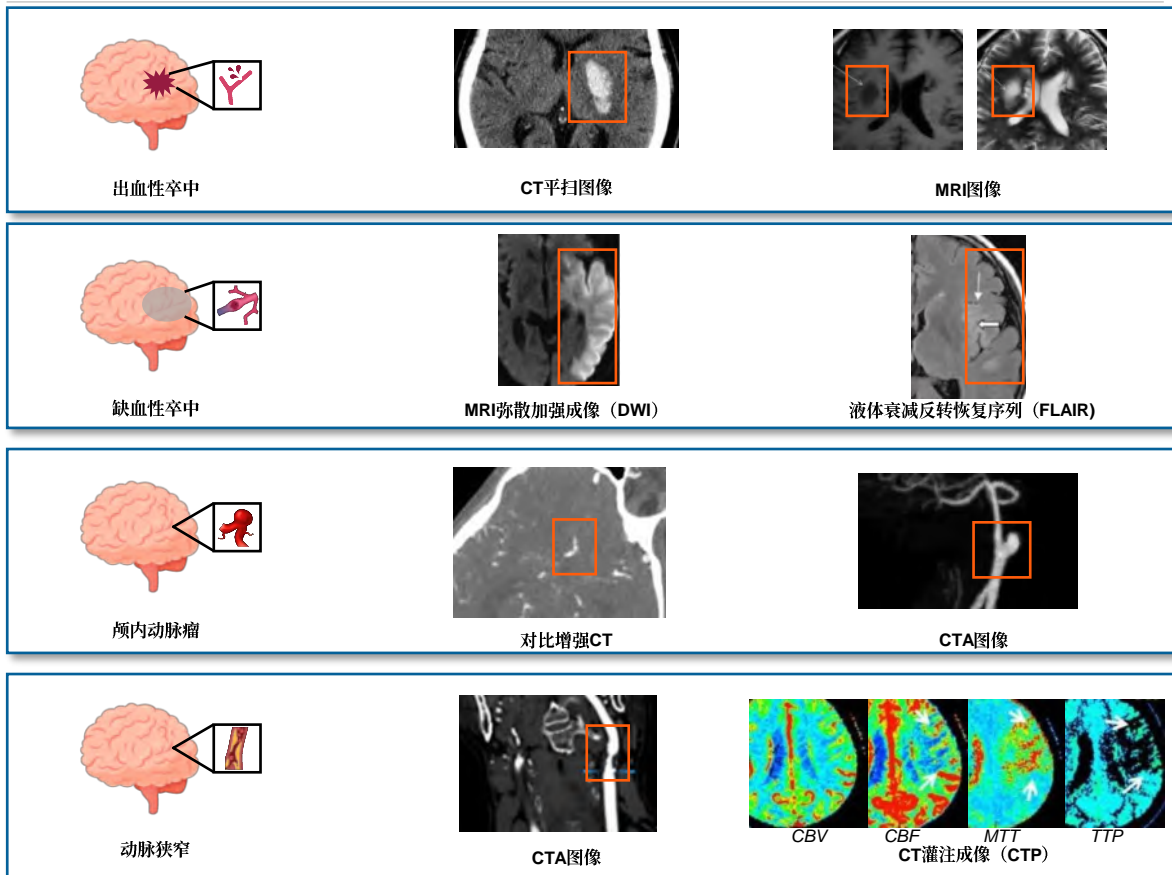 出血性卒中
CT平扫图像
MRI图像
缺血性卒中
MRI弥散加强成像（DWI）
液体衰减反转恢复序列（FLAIR)
颅内动脉瘤
对比增强CT
CTA图像
动脉狭窄
CTA图像
CBV
CBF
MTT
TTP
CT灌注成像（CTP）